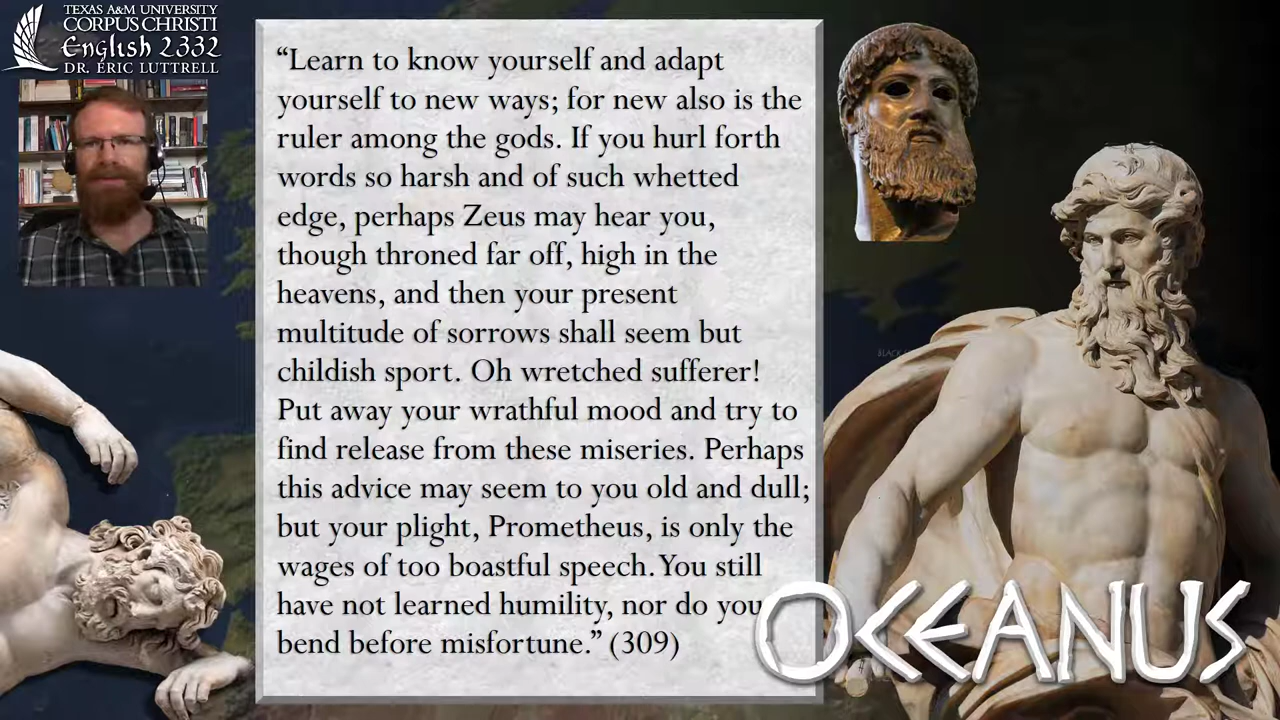 TEXAS A&M UNIVERSITY
CORPUS CHRISTI
English 2332
DR. ERIC LUTTRELL
“Learn to know yourself and adapt
yourself to new ways; for new also is the
ruler among the gods. If you hurl forth
words so harsh and of such whetted
edge, perhaps Zeus may hear you,
though throned far off, high in the
heavens, and then your present
multitude of sorrows shall seem but
childish sport. Oh wretched sufferer!
Put away your wrathful mood and try to
find release from these miseries. Perhaps
this advice may seem to you old and dull;
but your plight, Prometheus, is only the
wages of too boastful speech. You still
have not learned humility, nor do you
bend before misfortune.” (309)
OCEANUS